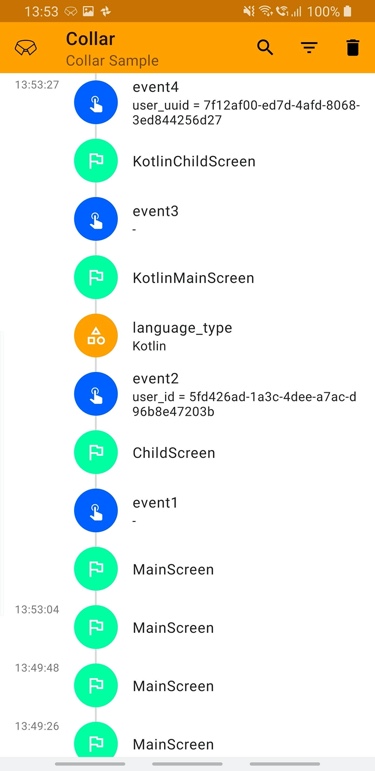 13:53
100%
Collar
Collar Sample
13:53:27
event4
user_uuid = 7f12af00-ed7d-4afd-8068-
3ed844256d27
KotlinChildScreen
event3
-
KotlinMainScreen
language_type
Kotlin
event2
user_id = 5fd426ad-1a3c-4dee-a7ac-d
96b8e47203b
ChildScreen
event1
-
MainScreen
13:53:04
MainScreen
13:49:48
MainScreen
13:49:26
MainScreen